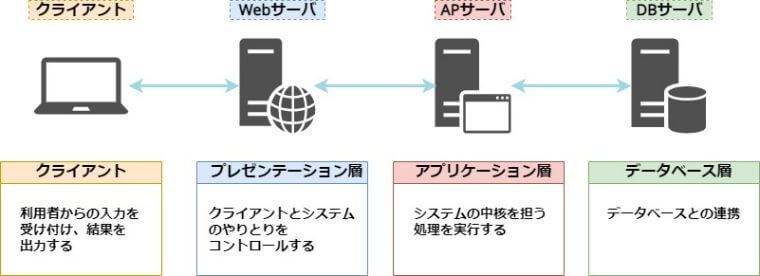 クライアント
Webサーバ
APサーバ
DBサーバ
クライアント
利用者からの入力を
受け付け、結果を
出力する
プレゼンテーション層
クライアントとシステム
のやりとりを
コントロールする
アプリケーション層
システムの中核を担う
処理を実行する
データベース層
データベースとの連携